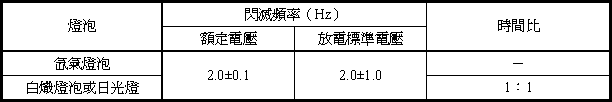 燈泡 閃滅頻率（Hz） 時間比
額定電壓 放電標準電壓
氙氣燈泡 2.0±0.1 2.0±1.0 －
白熾燈泡或日光燈 1：1